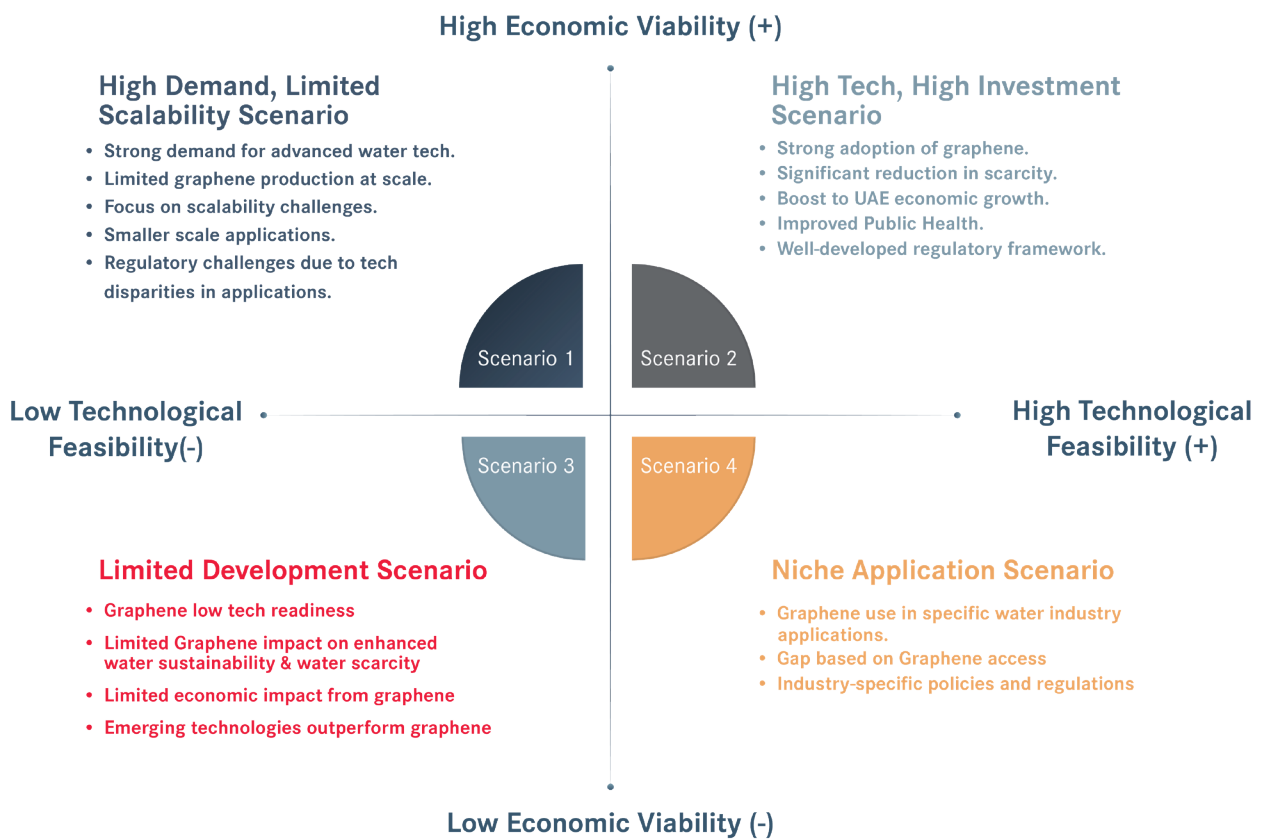 High Economic Viability (+)
High Demand, Limited
Scalability Scenario
• Strong demand for advanced water tech.
• Limited graphene production at scale.
• Focus on scalability challenges.
• Smaller scale applications.
• Regulatory challenges due to tech
disparities in applications.
High Tech, High Investment
Scenario
• Strong adoption of graphene.
• Significant reduction in scarcity.
• Boost to UAE economic growth.
• Improved Public Health.
• Well-developed regulatory framework.
Scenario 1
Scenario 2
Low Technological
Feasibility(-)
High Technological
Feasibility (+)
Scenario 3
Scenario 4
Limited Development Scenario
• Graphene low tech readiness
• Limited Graphene impact on enhanced
water sustainability & water scarcity
• Limited economic impact from graphene
• Emerging technologies outperform graphene
Niche Application Scenario
• Graphene use in specific water industry
applications.
• Gap based on Graphene access
• Industry-specific policies and regulations
Low Economic Viability (-)